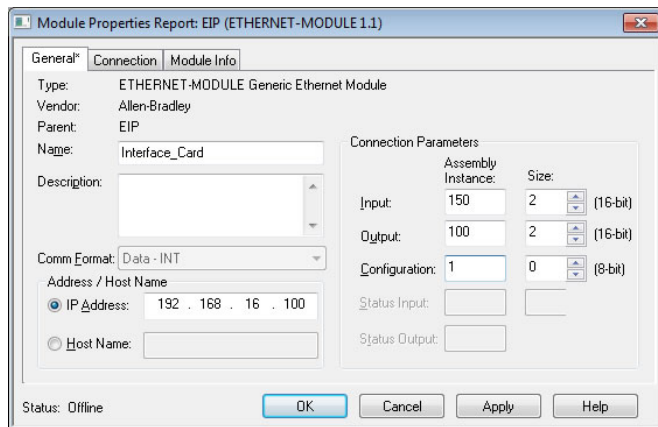 Module Properties Report: EIP (ETHERNET-MODULE 1.1)
General* Connection Module Info
Type: ETHERNET-MODULE Generic Ethernet Module
Vendor: Allen-Bradley
Parent: EIP
Name: Interface_Card
Description:
Comm Format: Data - INT
Address / Host Name
IP Address: 192 . 168 . 16 . 100
Host Name:
Connection Parameters
Assembly
Instance: Size:
Input: 150 2 (16-bit)
Output: 100 2 (16-bit)
Configuration: 1 0 (8-bit)
Status Input:
Status Output:
Status: Offline OK Cancel Apply Help